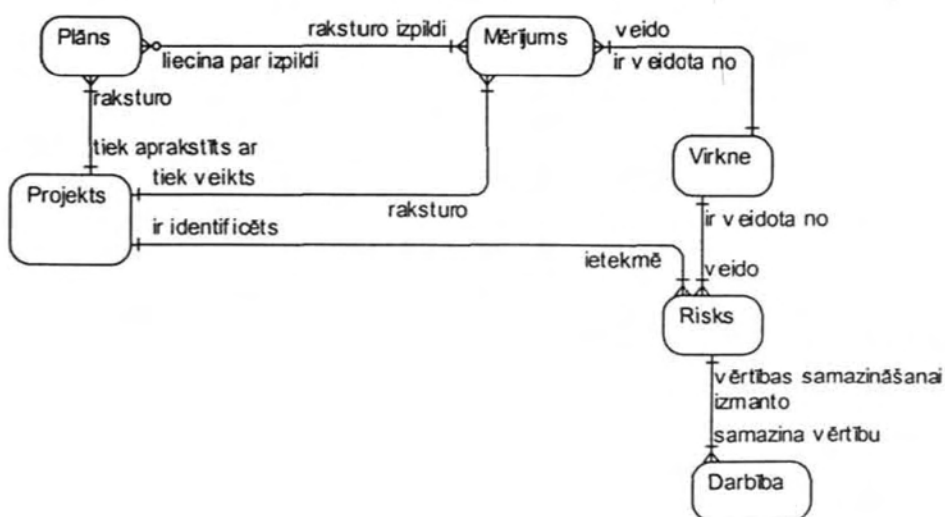 Plāns
raksturo izpildi
Mērījums
veido
liecina par izpildi
ir veidota no
raksturo
tiek aprakstīts ar
Virkne
Projekts
tiek veikts
raksturo
ir veidota no
ir identificēts
ietekmē
veido
Risks
vērtības samazināšanai
izmanto
samazina vērtību
Darbība